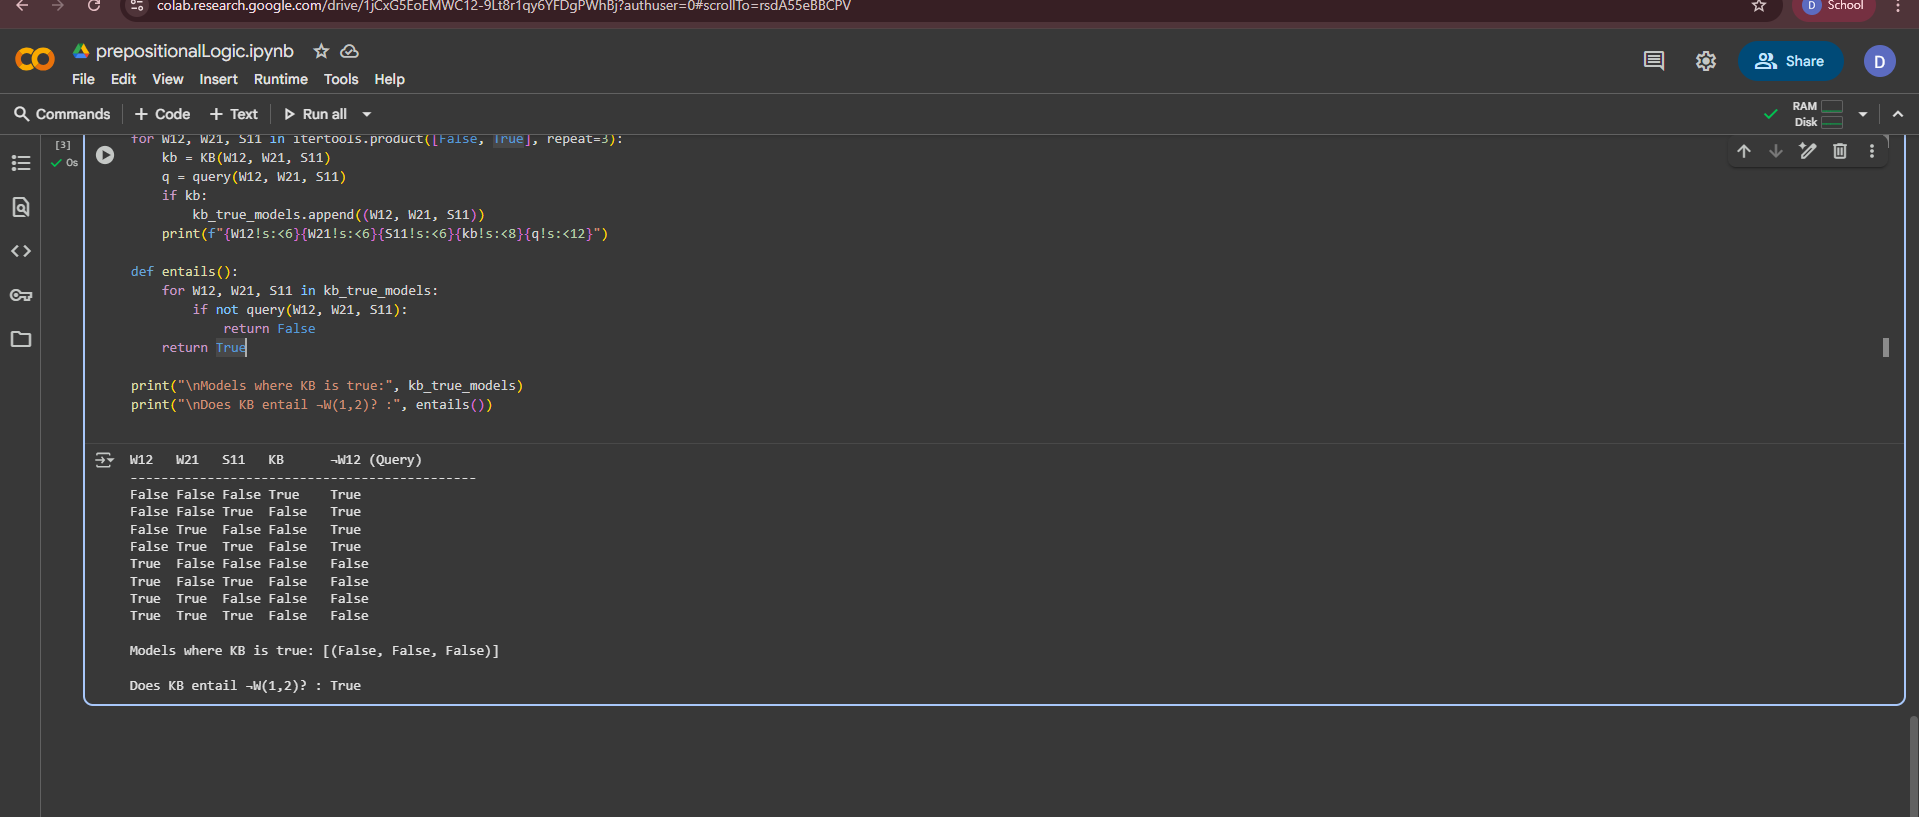 colab.research.google.com/drive/1jCxG5EoEMWC12-9Lt8r1qy6YFDgPWhBj?authuser=0#scrollTo=rsdA55eBBCPV
D School
prepositionalLogic.ipynb
File Edit View Insert Runtime Tools Help
Share
D
Commands + Code + Text Run all
RAM
Disk
[3]
0s
for W12, W21, S11 in itertools.product([False, True], repeat=3):
    kb = KB(W12, W21, S11)
    q = query(W12, W21, S11)
    if kb:
        kb_true_models.append((W12, W21, S11))
    print(f"{W12!s:<6}{W21!s:<6}{S11!s:<6}{kb!s:<8}{q!s:<12}")
def entails():
    for W12, W21, S11 in kb_true_models:
        if not query(W12, W21, S11):
            return False
    return True
print("\nModels where KB is true:", kb_true_models)
print("\nDoes KB entail ¬W(1,2)? :", entails())
W12   W21   S11   KB      ¬W12 (Query)
---------------------------------------------
False False False True    True
False False True  False   True
False True  False False   True
False True  True  False   True
True  False False False   False
True  False True  False   False
True  True  False False   False
True  True  True  False   False
Models where KB is true: [(False, False, False)]
Does KB entail ¬W(1,2)? : True